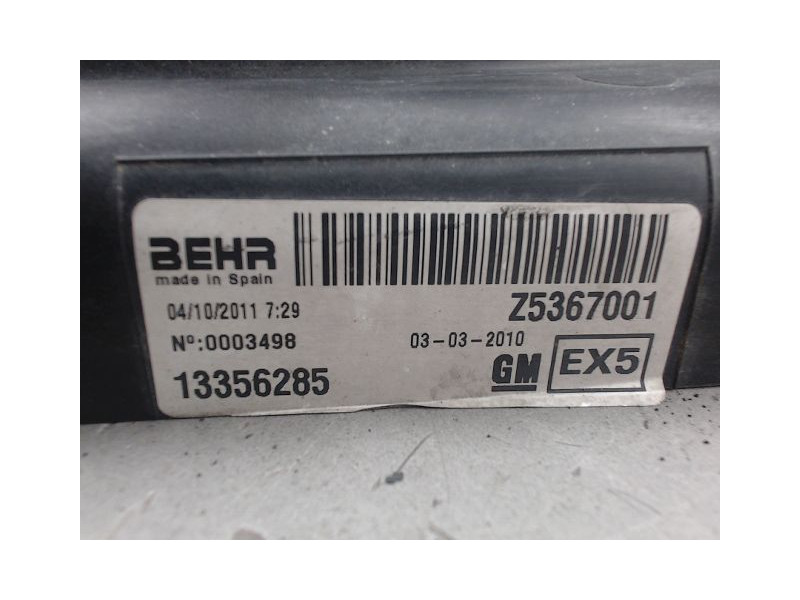 BEHR
made in Spain
04/10/2011 7:29
Z5367001
Nº:0003498
03-03-2010
13356285
GM
EX5